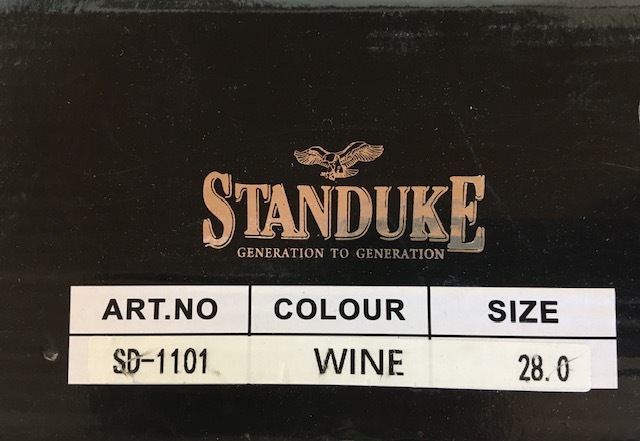 STANDUKE
GENERATION TO GENERATION
ART.NO COLOUR SIZE
SD-1101 WINE 28.0